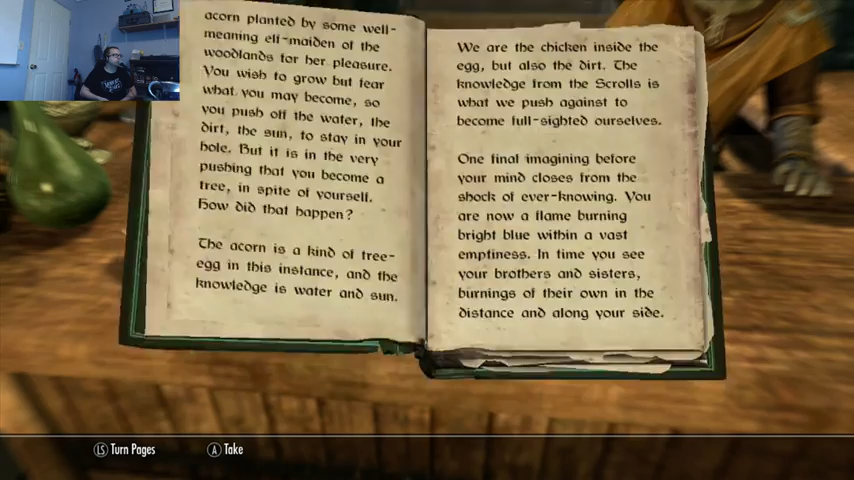 acorn planted by some well-
meaning elf-maiden of the
woodlands for her pleasure.
You wish to grow but fear
what you may become, so
you push off the water, the
dirt, the sun, to stay in your
hole. But it is in the very
pushing that you become a
tree, in spite of yourself.
How did that happen?
The acorn is a kind of tree-
egg in this instance, and the
knowledge is water and sun.
We are the chicken inside the
egg, but also the dirt. The
knowledge from the Scrolls is
what we push against to
become full-sighted ourselves.
One final imagining before
your mind closes from the
shock of ever-knowing. You
are now a flame burning
bright blue within a vast
emptiness. In time you see
your brothers and sisters,
burnings of their own in the
distance and along your side.
LS Turn Pages
A Take